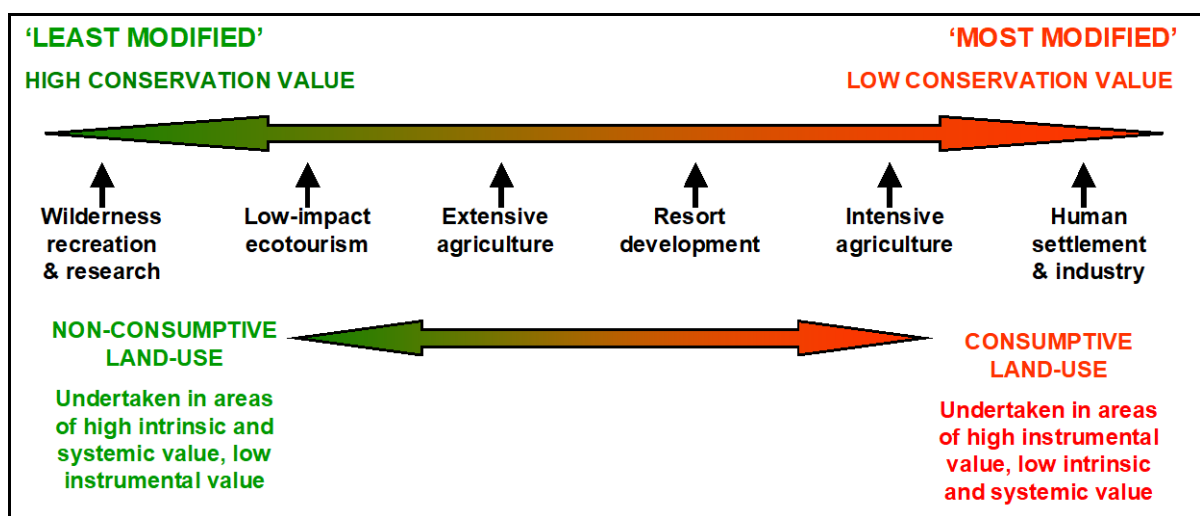 ‘LEAST MODIFIED’
‘MOST MODIFIED’
HIGH CONSERVATION VALUE
LOW CONSERVATION VALUE
Wilderness
recreation
& research
Low-impact
ecotourism
Extensive
agriculture
Resort
development
Intensive
agriculture
Human
settlement
& industry
NON-CONSUMPTIVE
LAND-USE
Undertaken in areas
of high intrinsic and
systemic value, low
instrumental value
CONSUMPTIVE
LAND-USE
Undertaken in areas
of high instrumental
value, low intrinsic
and systemic value